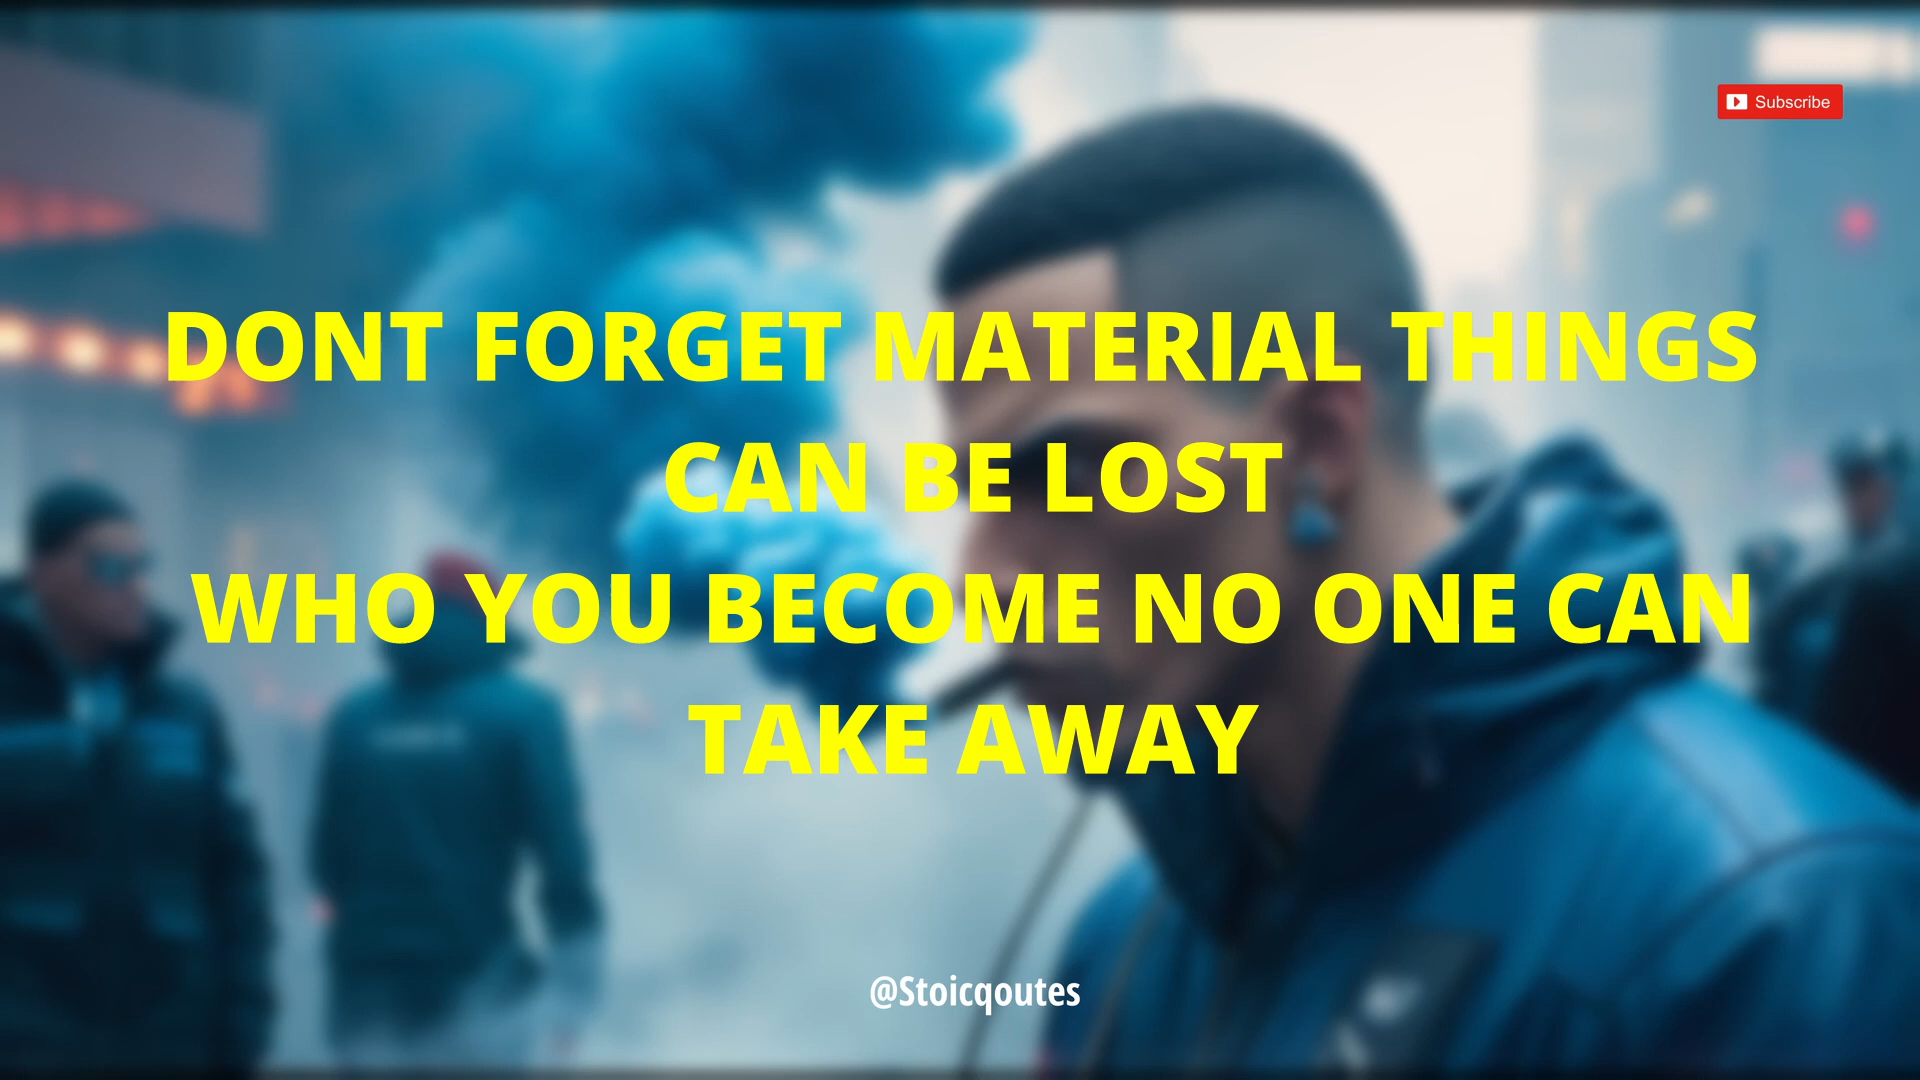 Subscribe
DONT FORGET MATERIAL THINGS
CAN BE LOST
WHO YOU BECOME NO ONE CAN
TAKE AWAY
@Stoicqoutes